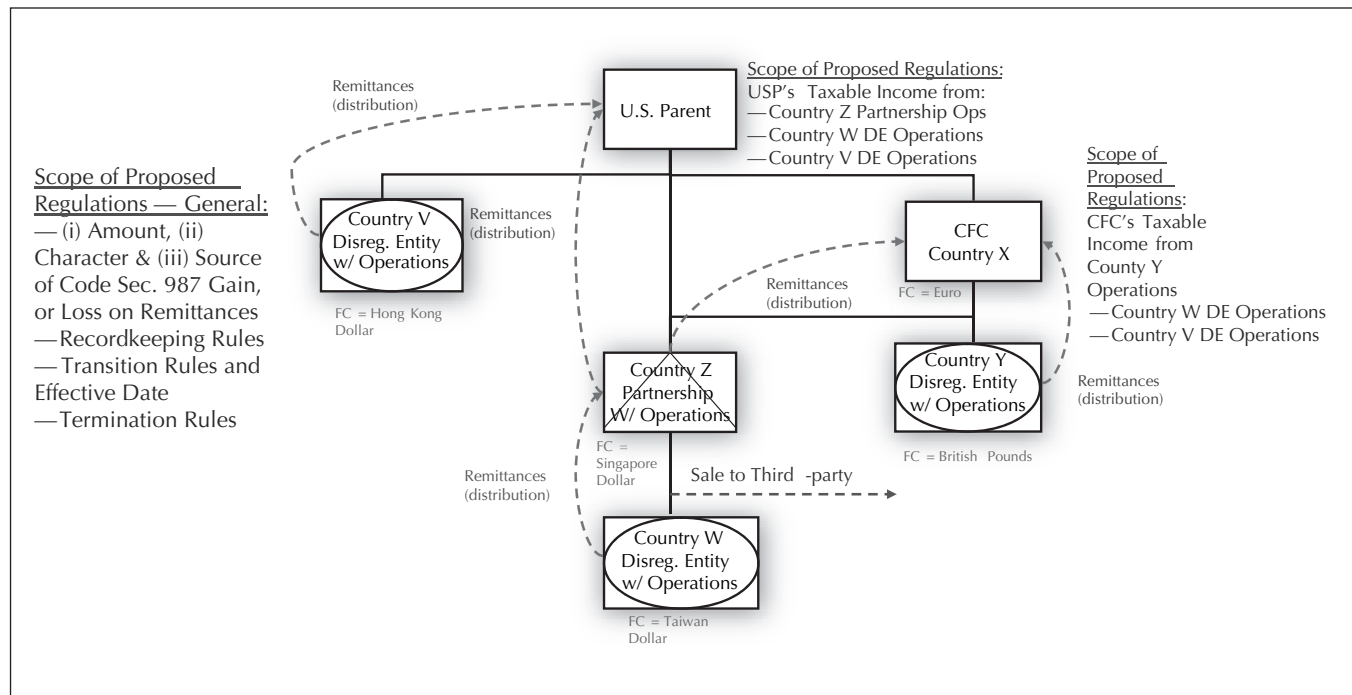 Scope of Proposed
Regulations — General:
— (i) Amount, (ii)
Character & (iii) Source
of Code Sec. 987 Gain,
or Loss on Remittances
—Recordkeeping Rules
—Transition Rules and
Effective Date
—Termination Rules
Remittances
(distribution)
U.S. Parent
Scope of Proposed Regulations:
USP's Taxable Income from:
—Country Z Partnership Ops
—Country W DE Operations
—Country V DE Operations
Country V
Disreg. Entity
w/ Operations
FC = Hong Kong
Dollar
Remittances
(distribution)
CFC
Country X
FC = Euro
Remittances
(distribution)
Scope of
Proposed
Regulations:
CFC's Taxable
Income from
County Y
Operations
—Country W DE Operations
—Country V DE Operations
Country Z
Partnership
W/ Operations
FC =
Singapore
Dollar
Country Y
Disreg. Entity
w/ Operations
FC = British Pounds
Remittances
(distribution)
Remittances
(distribution)
Sale to Third -party
Country W
Disreg. Entity
w/ Operations
FC = Taiwan
Dollar